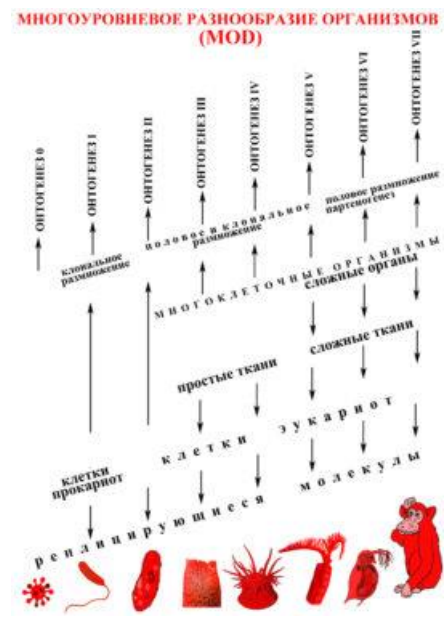 МНОГОУРОВНЕВОЕ РАЗНООБРАЗИЕ ОРГАНИЗМОВ
(MOD)
ОНТОГЕНЕЗ 0
ОНТОГЕНЕЗ I
ОНТОГЕНЕЗ II
ОНТОГЕНЕЗ III
ОНТОГЕНЕЗ IV
ОНТОГЕНЕЗ V
ОНТОГЕНЕЗ VI
ОНТОГЕНЕЗ VII
клональное
размножение
половое и клональное
размножение
половое размножение
партеногенез
МНОГОКЛЕТОЧНЫЕ ОРГАНИЗМЫ
сложные органы
сложные ткани
простые ткани
клетки эукариот
клетки
прокариот
реплицирующиеся молекулы